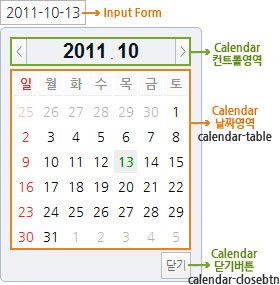 2011-10-13 Input Form
2011.10
Calendar
컨트롤영역
일 월 화 수 목 금 토
25 26 27 28 29 30 1
2 3 4 5 6 7 8
9 10 11 12 13 14 15
16 17 18 19 20 21 22
23 24 25 26 27 28 29
30 31 1 2 3 4 5
Calendar
날짜영역
calendar-table
닫기
Calendar
닫기버튼
calendar-closebtn